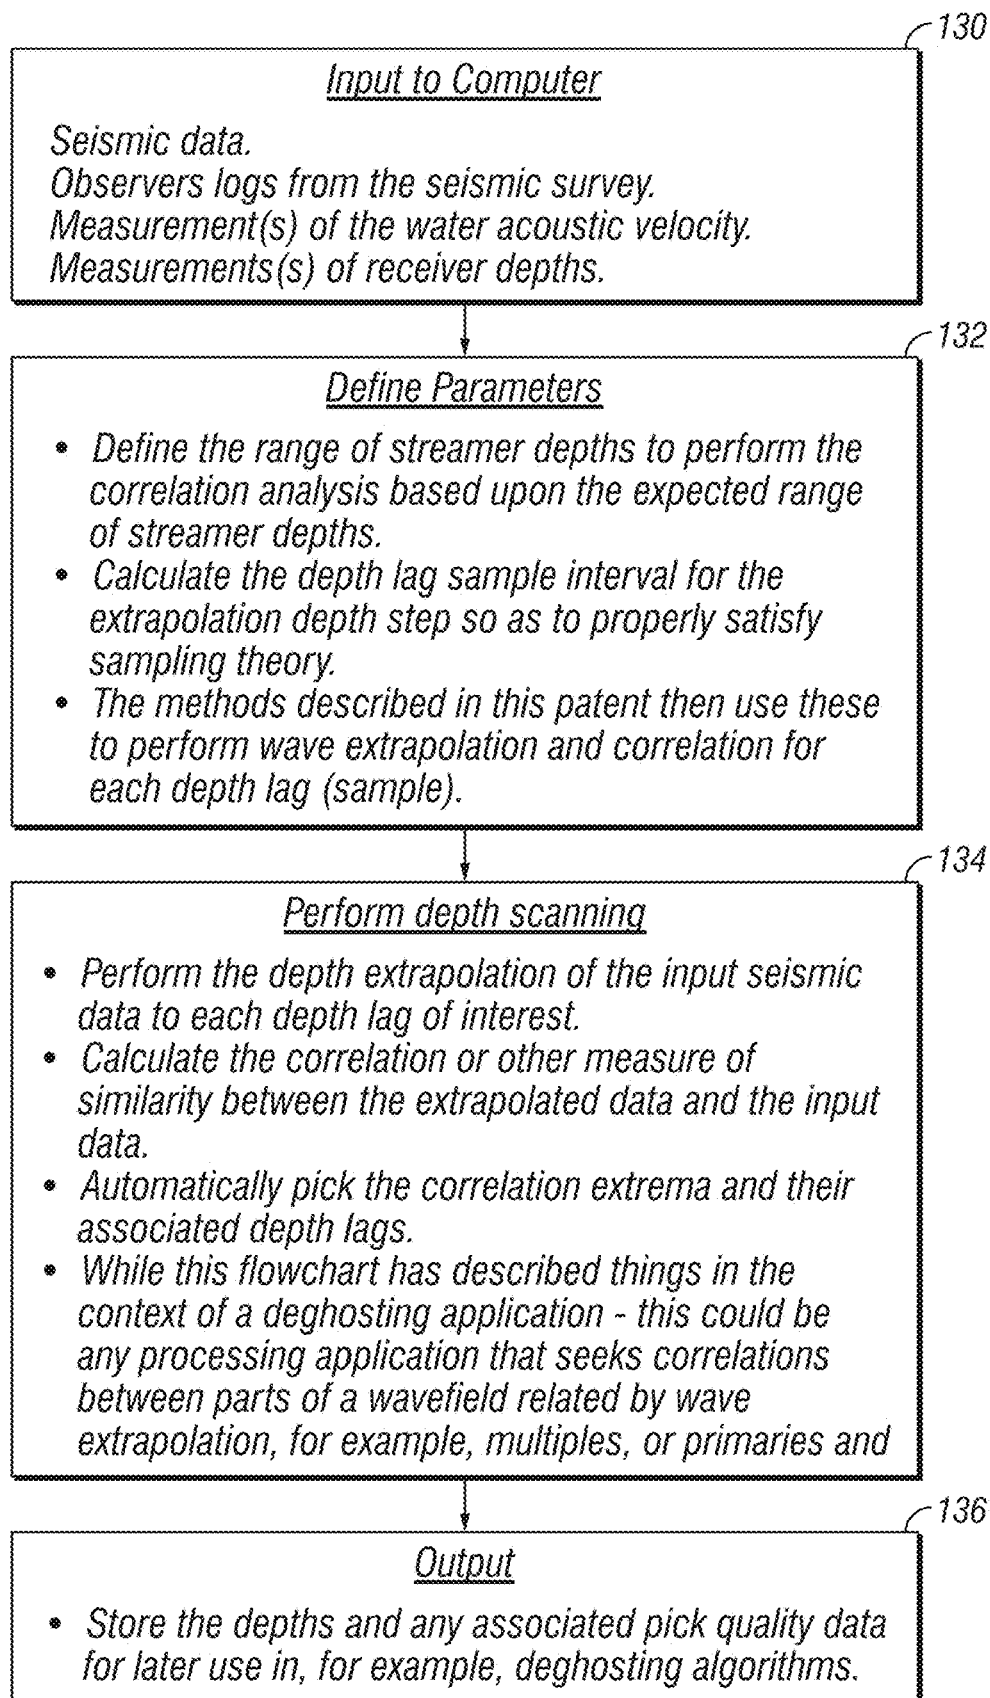 130
Input to Computer
Seismic data.
Observers logs from the seismic survey.
Measurement(s) of the water acoustic velocity.
Measurements(s) of receiver depths.
132
Define Parameters
• Define the range of streamer depths to perform the
correlation analysis based upon the expected range
of streamer depths.
• Calculate the depth lag sample interval for the
extrapolation depth step so as to properly satisfy
sampling theory.
• The methods described in this patent then use these
to perform wave extrapolation and correlation for
each depth lag (sample).
134
Perform depth scanning
• Perform the depth extrapolation of the input seismic
data to each depth lag of interest.
• Calculate the correlation or other measure of
similarity between the extrapolated data and the input
data.
• Automatically pick the correlation extrema and their
associated depth lags.
• While this flowchart has described things in the
context of a deghosting application - this could be
any processing application that seeks correlations
between parts of a wavefield related by wave
extrapolation, for example, multiples, or primaries and
136
Output
• Store the depths and any associated pick quality data
for later use in, for example, deghosting algorithms.